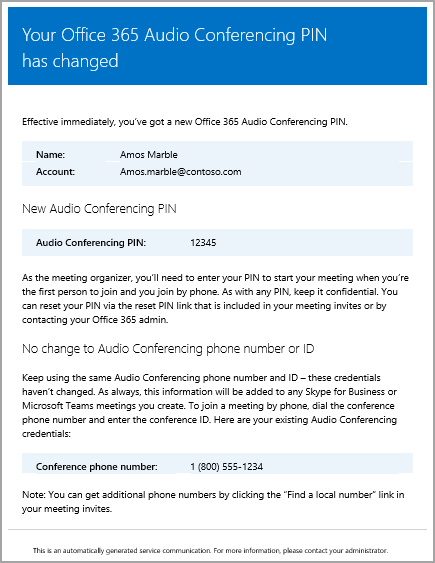 Your Office 365 Audio Conferencing PIN
has changed
Effective immediately, you've got a new Office 365 Audio Conferencing PIN.
Name: Amos Marble
Account: Amos.marble@contoso.com
New Audio Conferencing PIN
Audio Conferencing PIN: 12345
As the meeting organizer, you'll need to enter your PIN to start your meeting when you're
the first person to join and you join by phone. As with any PIN, keep it confidential. You
can reset your PIN via the reset PIN link that is included in your meeting invites or by
contacting your Office 365 admin.
No change to Audio Conferencing phone number or ID
Keep using the same Audio Conferencing phone number and ID – these credentials
haven't changed. As always, this information will be added to any Skype for Business or
Microsoft Teams meetings you create. To join a meeting by phone, dial the conference
phone number and enter the conference ID. Here are your existing Audio Conferencing
credentials:
Conference phone number: 1 (800) 555-1234
Note: You can get additional phone numbers by clicking the "Find a local number" link in
your meeting invites.
This is an automatically generated service communication. For more information, please contact your administrator.